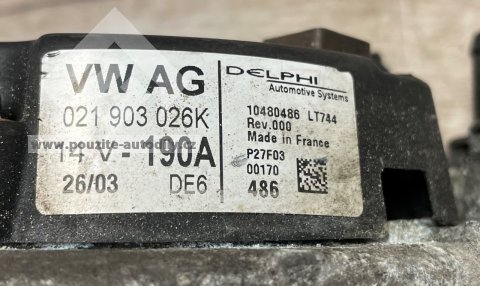 VW AG
021 903 026K
14 V - 190A
26/03 DE6
DELPHI
Automotive Systems
10480486 LT744
Rev.000
Made in France
P27F03
00170
486
www.pouzite-autodily.cz